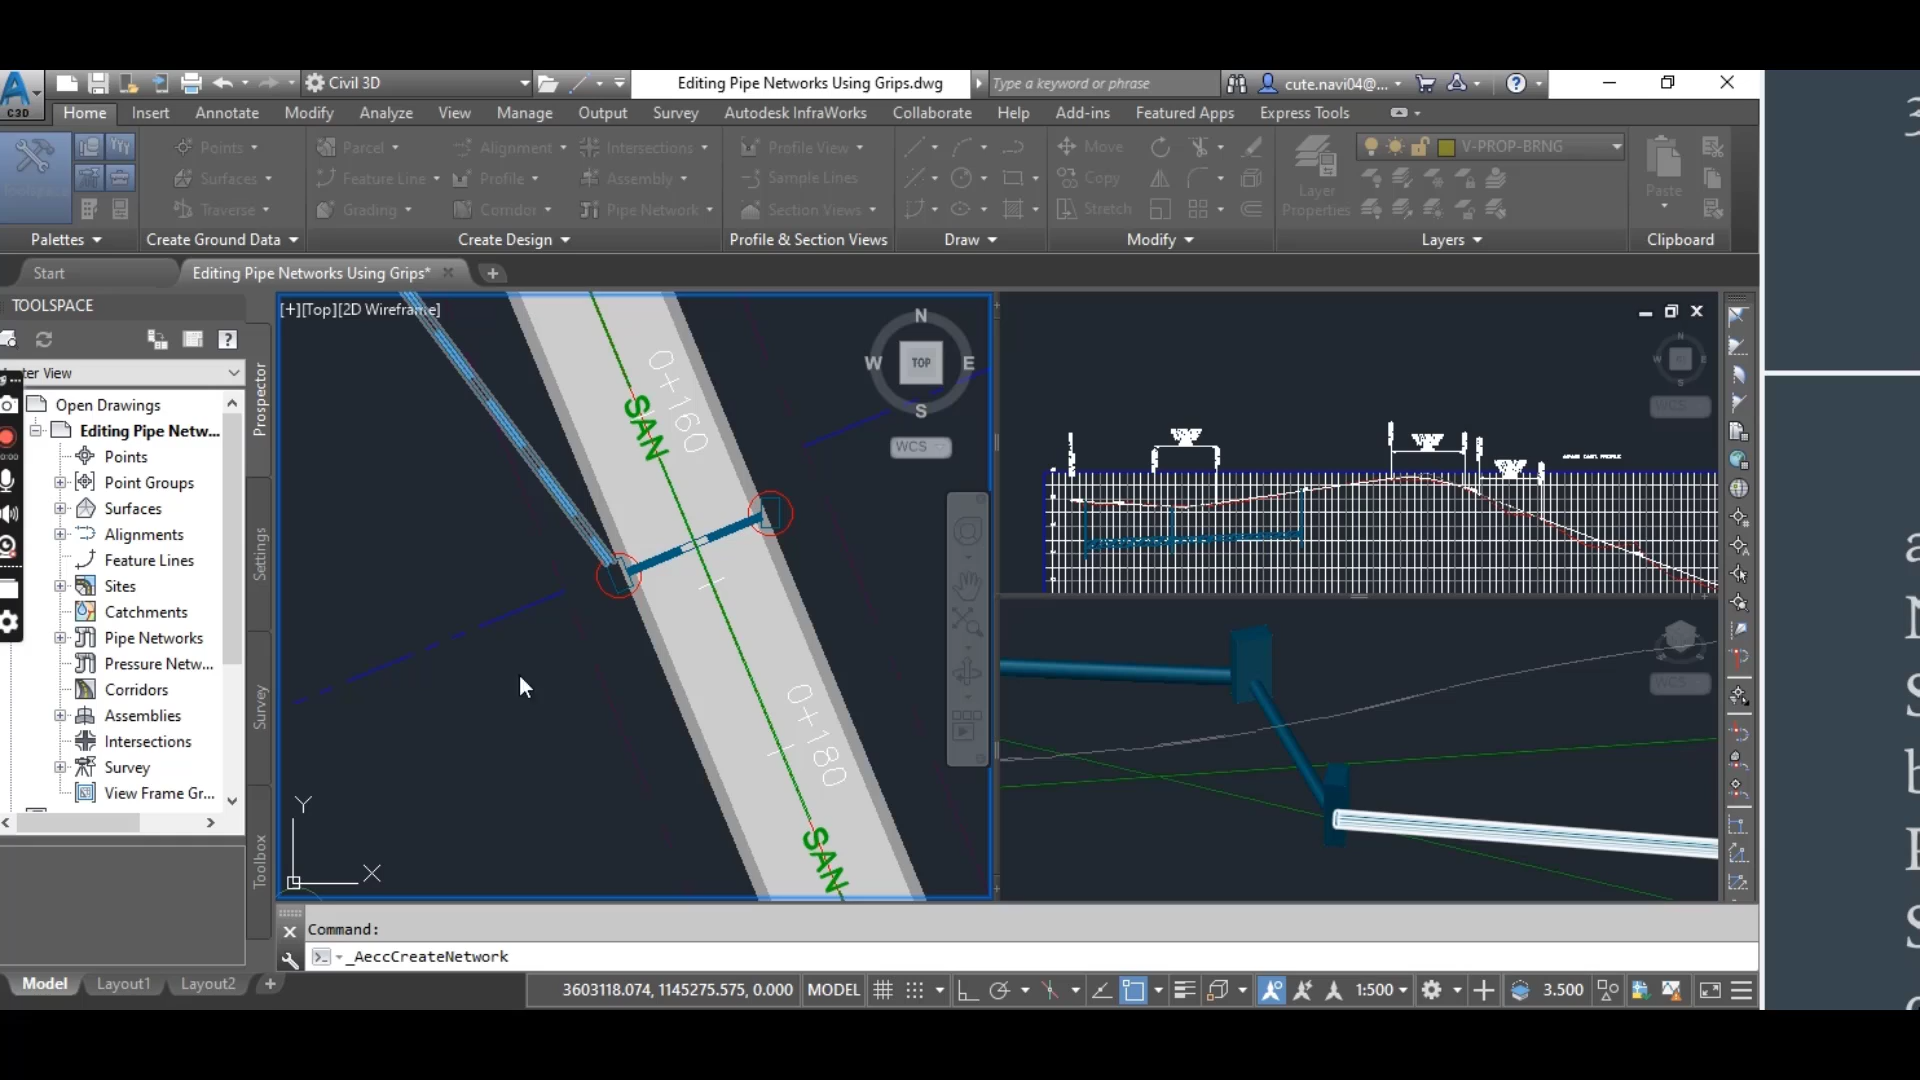 C3D
Civil 3D
Editing Pipe Networks Using Grips.dwg
Type a keyword or phrase
cute.navi04@...
Home
Insert
Annotate
Modify
Analyze
View
Manage
Output
Survey
Autodesk InfraWorks
Collaborate
Help
Add-ins
Featured Apps
Express Tools
Points
Parcel
Alignment
Intersections
Profile View
Move
V-PROP-BRNG
Surfaces
Feature Line
Profile
Assembly
Sample Lines
Copy
Layer
Properties
Paste
Traverse
Grading
Corridor
Pipe Network
Section Views
Stretch
Palettes
Create Ground Data
Create Design
Profile & Section Views
Draw
Modify
Layers
Clipboard
Start
Editing Pipe Networks Using Grips*
TOOLSPACE
[+][Top][2D Wireframe]
N
W
TOP
E
S
WCS
Prospector
Settings
Survey
Toolbox
Open Drawings
Editing Pipe Netw...
Points
Point Groups
Surfaces
Alignments
Feature Lines
Sites
Catchments
Pipe Networks
Pressure Netw...
Corridors
Assemblies
Intersections
Survey
View Frame Gr...
0+160
SAN
0+180
SAN
Y
X
WCS
WCS
Command:
_AeccCreateNetwork
Model
Layout1
Layout2
3603118.074, 1145275.575, 0.000
MODEL
1:500
3.500